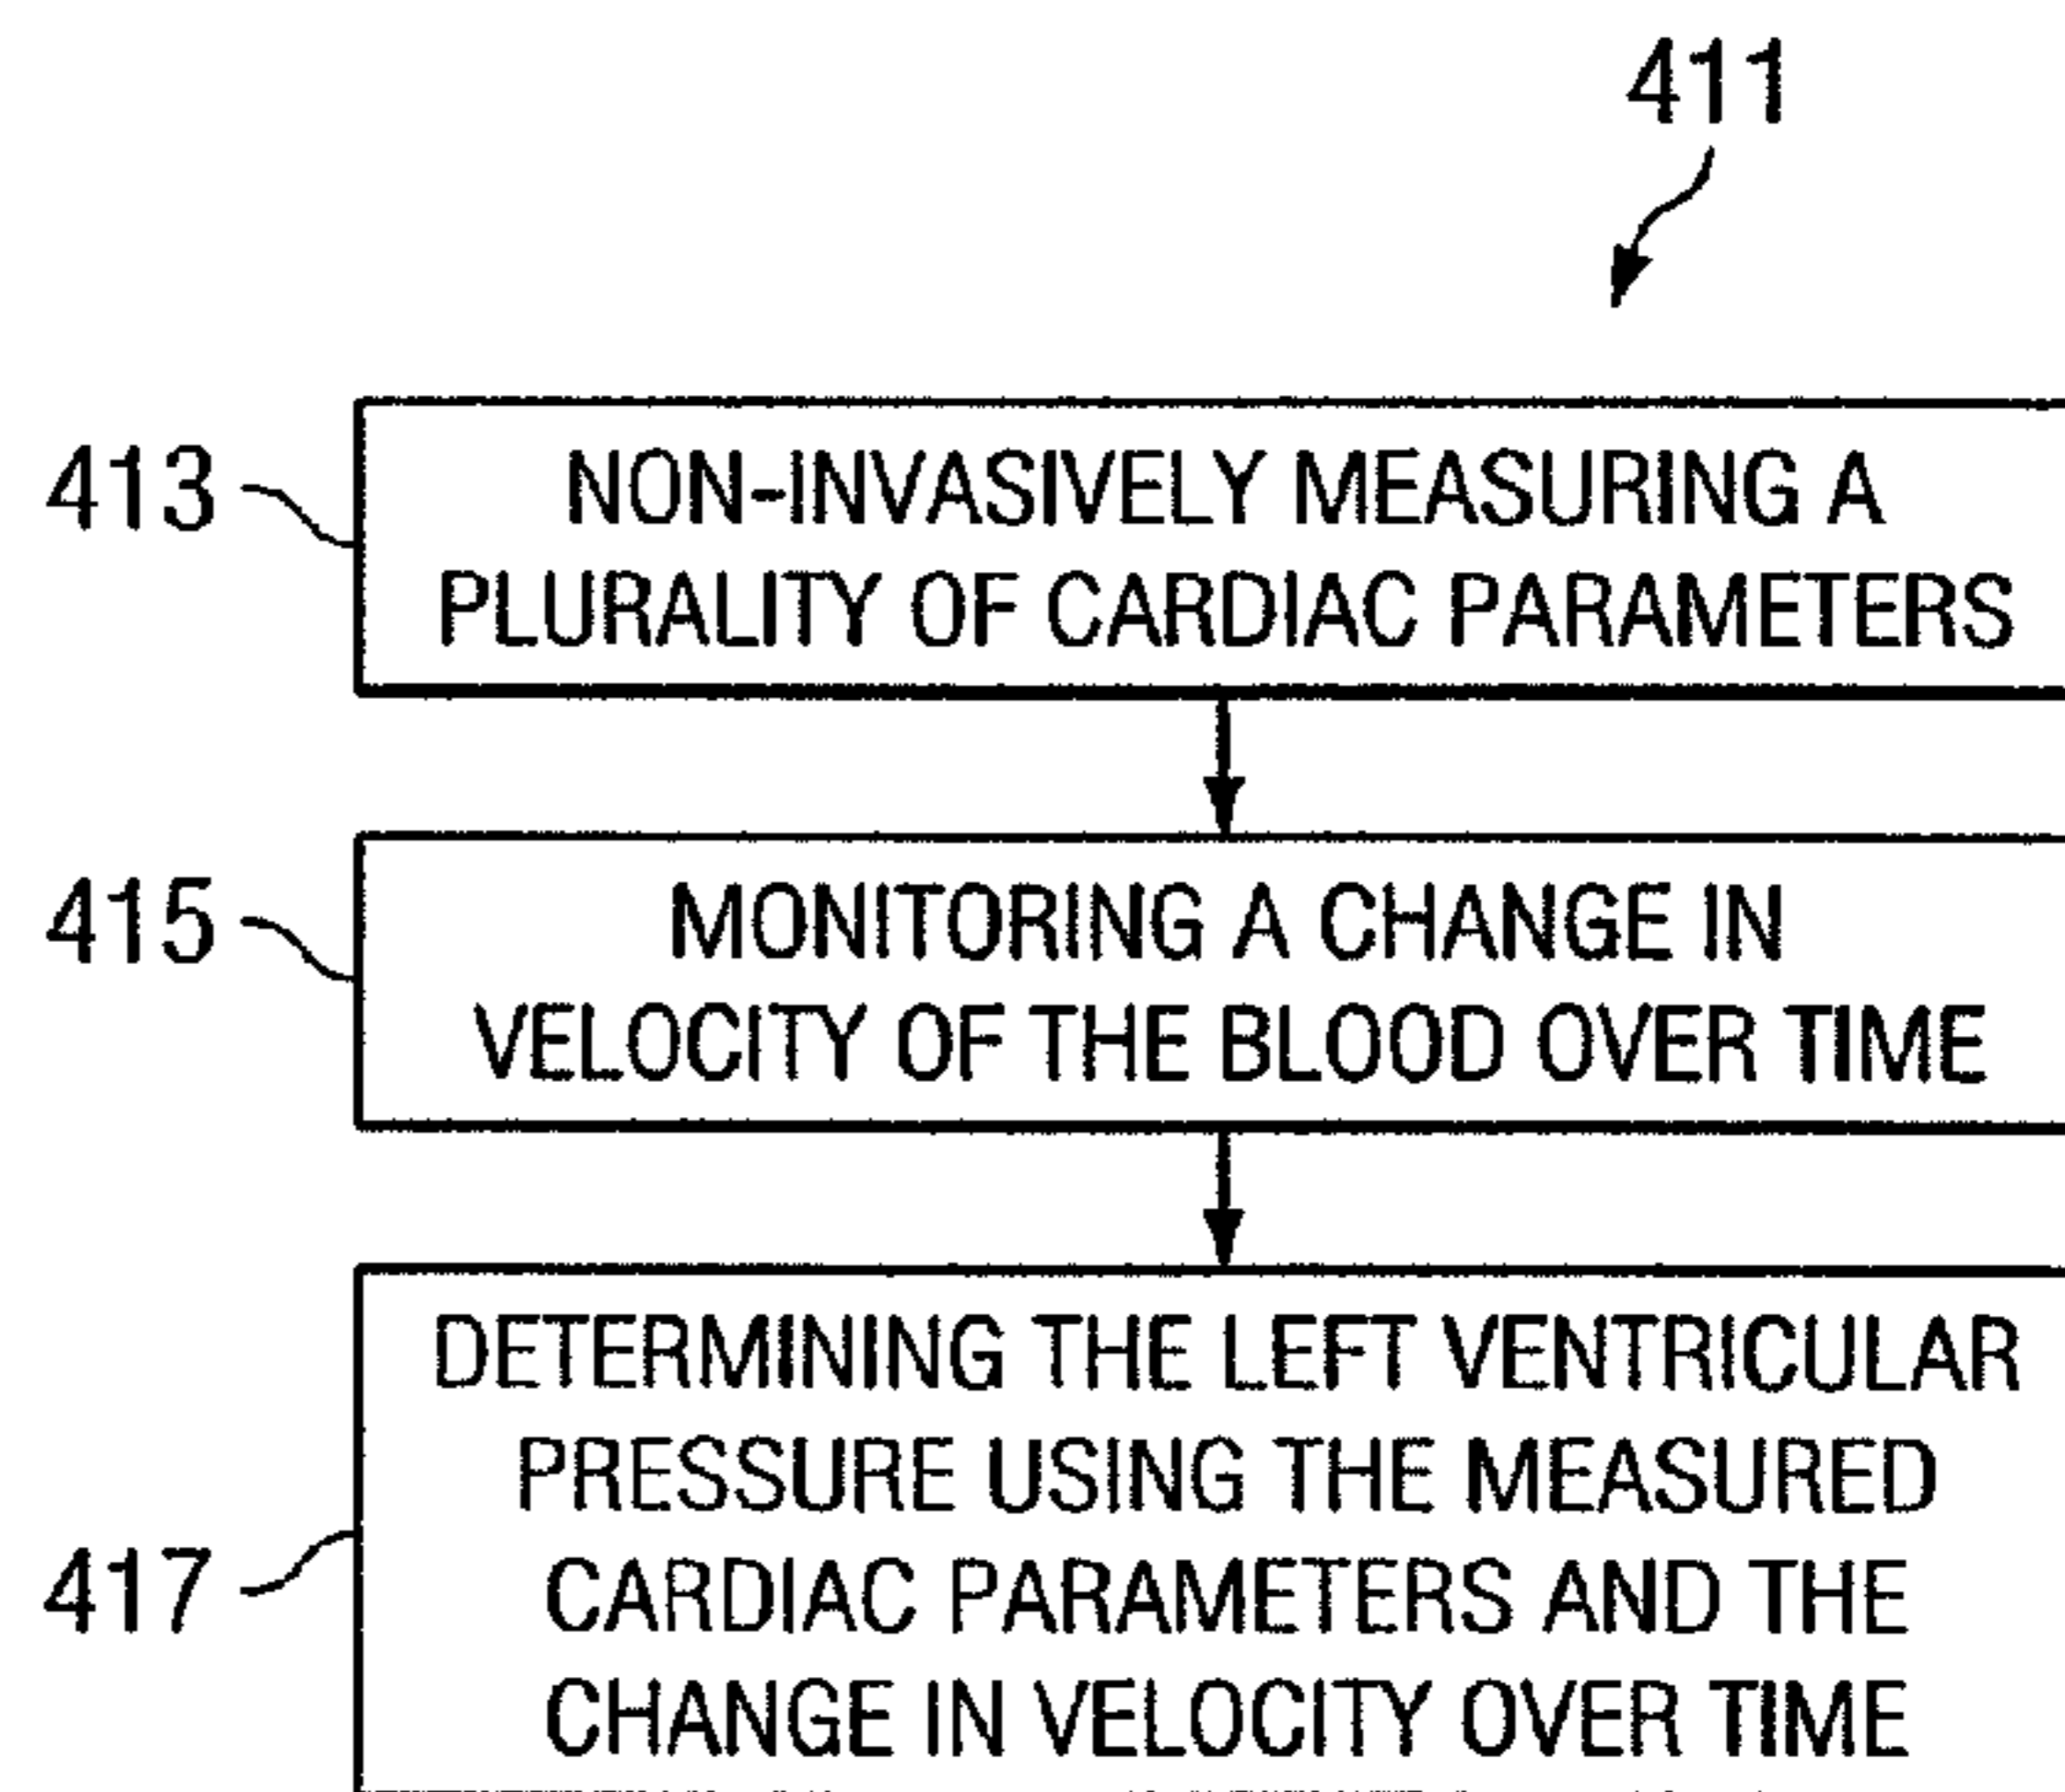 411
413
NON-INVASIVELY MEASURING A
PLURALITY OF CARDIAC PARAMETERS
415
MONITORING A CHANGE IN
VELOCITY OF THE BLOOD OVER TIME
417
DETERMINING THE LEFT VENTRICULAR
PRESSURE USING THE MEASURED
CARDIAC PARAMETERS AND THE
CHANGE IN VELOCITY OVER TIME